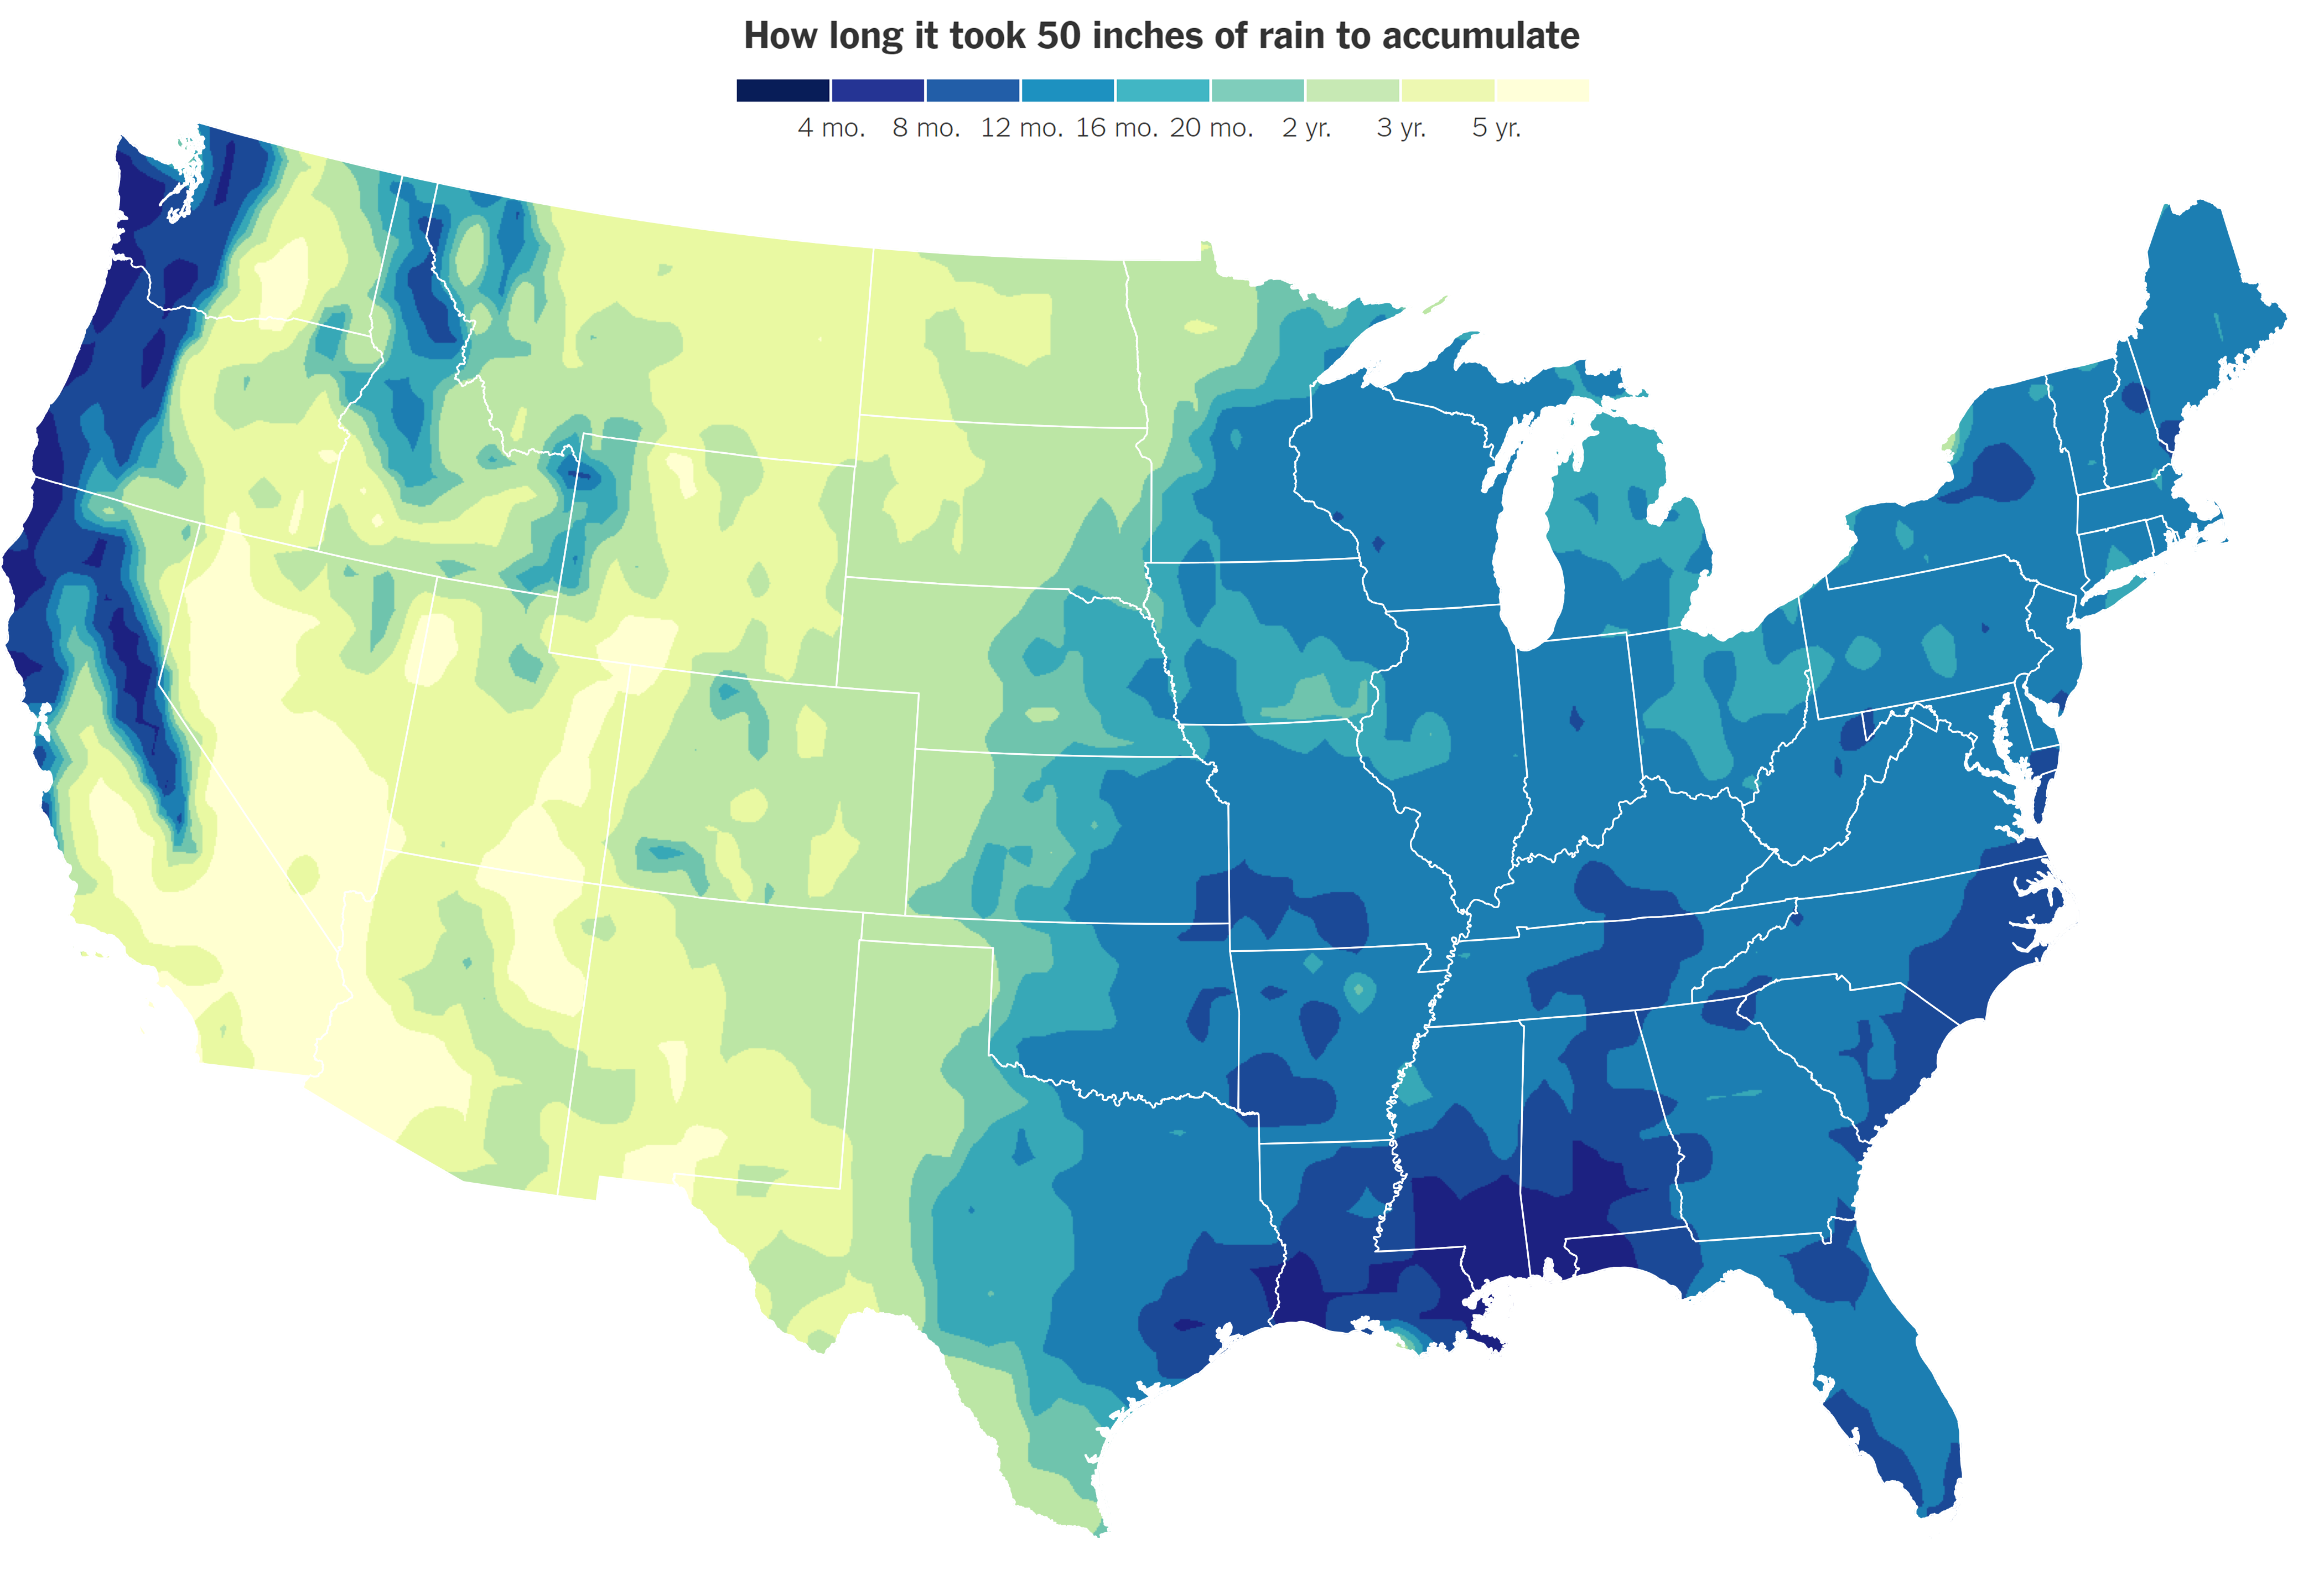 How long it took 50 inches of rain to accumulate
4 mo. 8 mo. 12 mo. 16 mo. 20 mo. 2 yr. 3 yr. 5 yr.